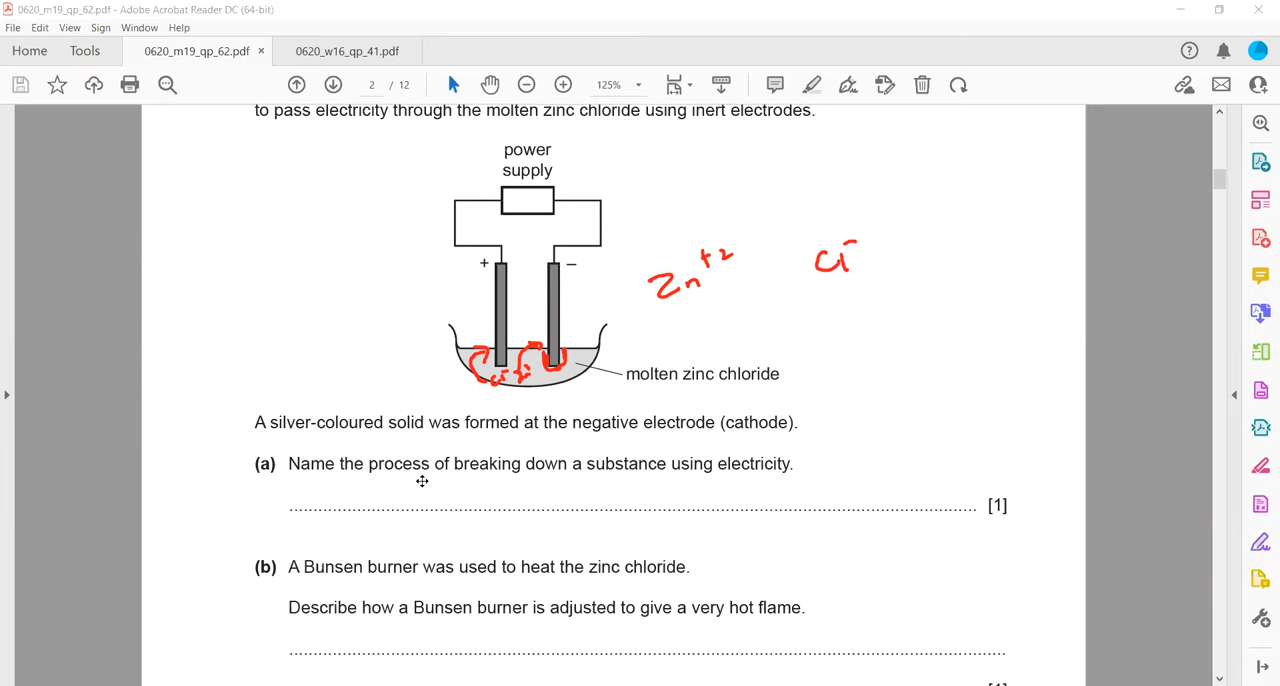 0620_m19_qp_62.pdf - Adobe Acrobat Reader DC (64-bit)
File Edit View Sign Window Help
Home Tools 0620_m19_qp_62.pdf × 0620_w16_qp_41.pdf
2 / 12 125%
to pass electricity through the molten zinc chloride using inert electrodes.
power
supply
+ −
Zn+2 Cl-
molten zinc chloride
A silver-coloured solid was formed at the negative electrode (cathode).
(a) Name the process of breaking down a substance using electricity.
[1]
(b) A Bunsen burner was used to heat the zinc chloride.
Describe how a Bunsen burner is adjusted to give a very hot flame.